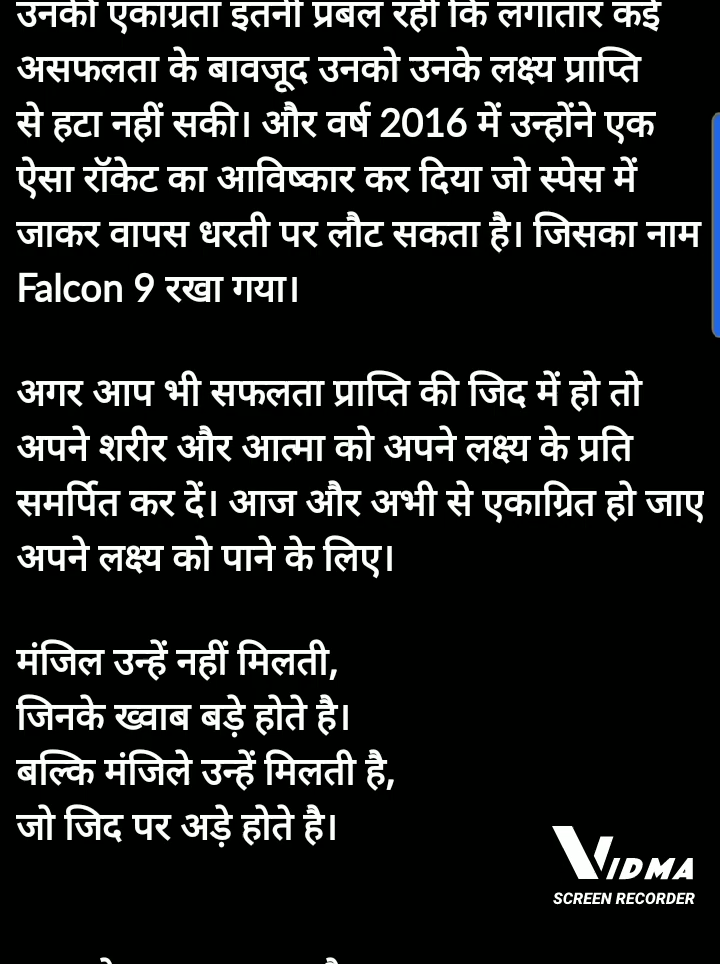 उनकी एकाग्रता इतनी प्रबल रही कि लगातार कई
असफलता के बावजूद उनको उनके लक्ष्य प्राप्ति
से हटा नहीं सकी। और वर्ष 2016 में उन्होंने एक
ऐसा रॉकेट का आविष्कार कर दिया जो स्पेस में
जाकर वापस धरती पर लौट सकता है। जिसका नाम
Falcon 9 रखा गया।
अगर आप भी सफलता प्राप्ति की जिद में हो तो
अपने शरीर और आत्मा को अपने लक्ष्य के प्रति
समर्पित कर दें। आज और अभी से एकाग्रित हो जाए
अपने लक्ष्य को पाने के लिए।
मंजिल उन्हें नहीं मिलती,
जिनके ख्वाब बड़े होते है।
बल्कि मंजिले उन्हें मिलती है,
जो जिद पर अड़े होते है।
VIDMA
SCREEN RECORDER